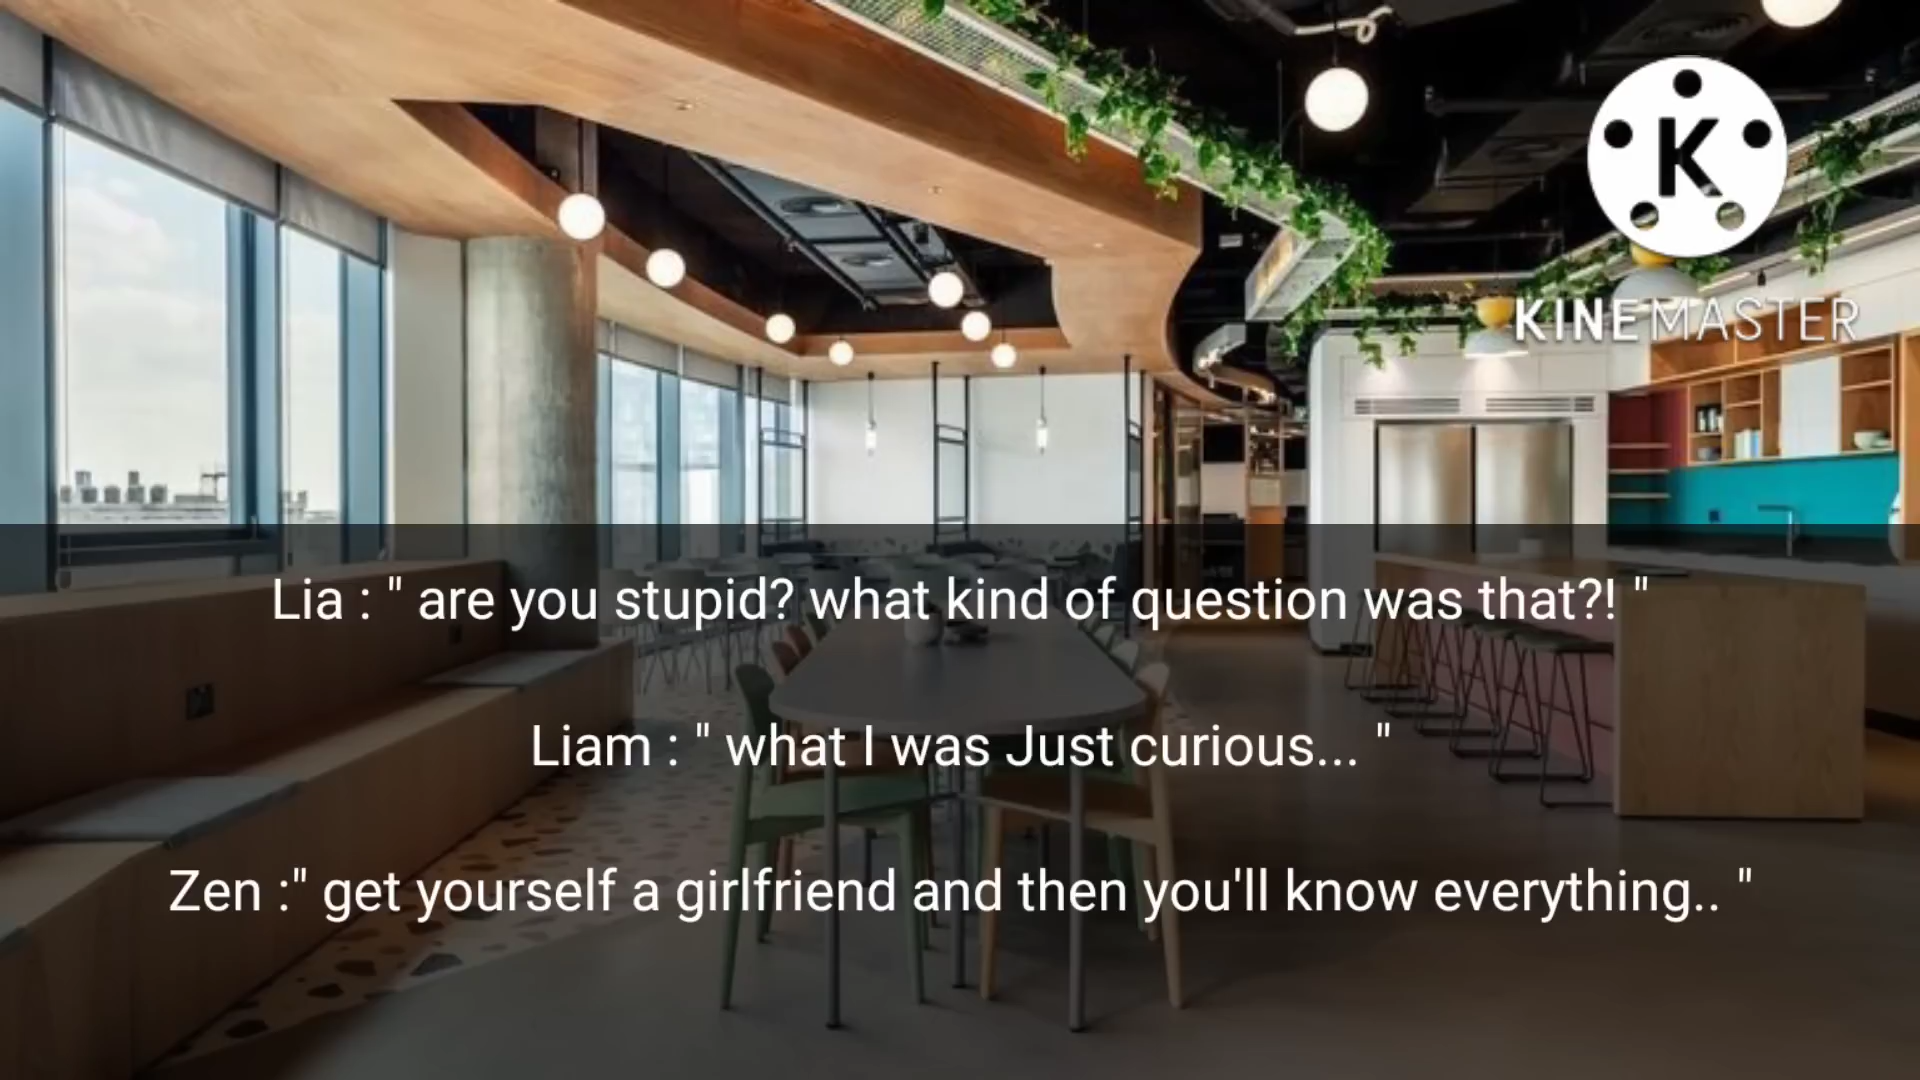 K
KINEMASTER
Lia : " are you stupid? what kind of question was that?! "
Liam : " what I was Just curious... "
Zen :" get yourself a girlfriend and then you'll know everything.. "